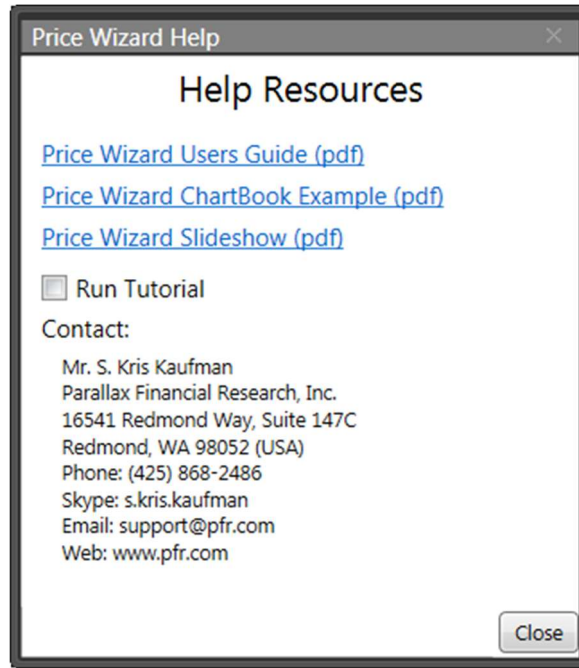 Price Wizard Help
Help Resources
Price Wizard Users Guide (pdf)
Price Wizard ChartBook Example (pdf)
Price Wizard Slideshow (pdf)
Run Tutorial
Contact:
Mr. S. Kris Kaufman
Parallax Financial Research, Inc.
16541 Redmond Way, Suite 147C
Redmond, WA 98052 (USA)
Phone: (425) 868-2486
Skype: s.kris.kaufman
Email: support@pfr.com
Web: www.pfr.com
Close